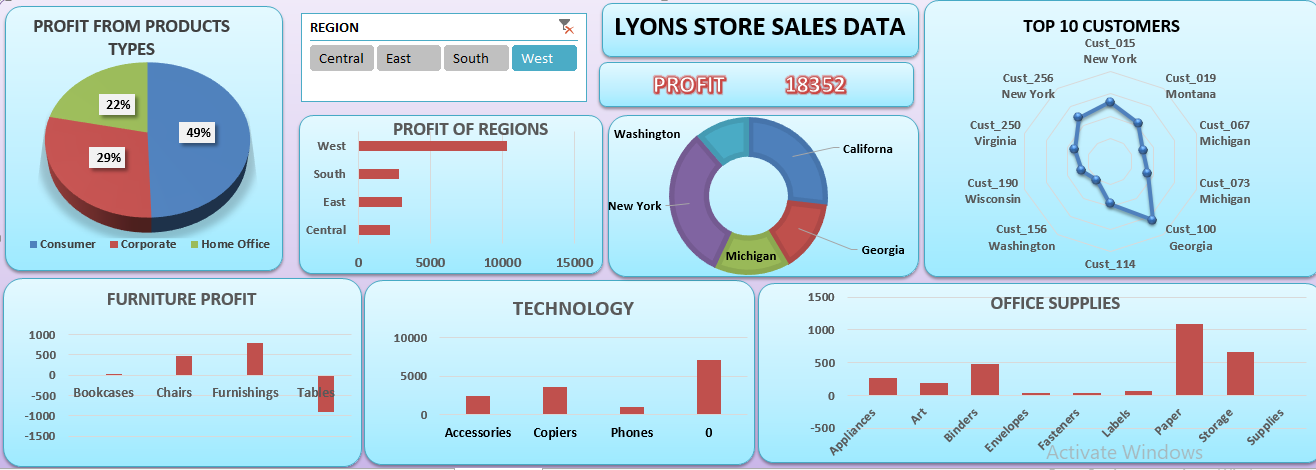 PROFIT FROM PRODUCTS
TYPES
22%
49%
29%
Consumer
Corporate
Home Office
REGION
Central
East
South
West
LYONS STORE SALES DATA
PROFIT 18352
PROFIT OF REGIONS
West
South
East
Central
0 5000 10000 15000
Washington
Californa
New York
Georgia
Michigan
TOP 10 CUSTOMERS
Cust_015
New York
Cust_019
Montana
Cust_067
Michigan
Cust_073
Michigan
Cust_100
Georgia
Cust_114
Cust_156
Washington
Cust_190
Wisconsin
Cust_250
Virginia
Cust_256
New York
FURNITURE PROFIT
1000
500
0
-500
-1000
-1500
Bookcases
Chairs
Furnishings
Tables
TECHNOLOGY
10000
5000
0
Accessories
Copiers
Phones
0
OFFICE SUPPLIES
1500
1000
500
0
-500
Appliances
Art
Binders
Envelopes
Fasteners
Labels
Paper
Storage
Supplies
Activate Windows